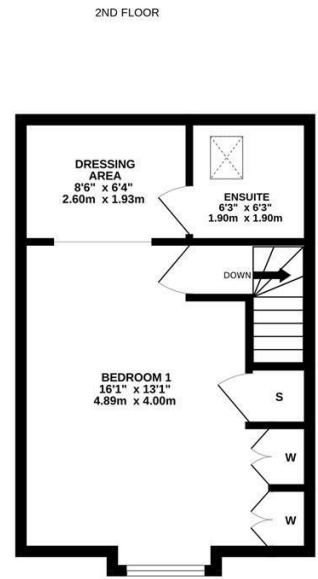 2ND FLOOR
DRESSING
AREA
8'6" x 6'4"
2.60m x 1.93m
ENSUITE
6'3" x 6'3"
1.90m x 1.90m
DOWN
BEDROOM 1
16'1" x 13'1"
4.89m x 4.00m
S
W
W